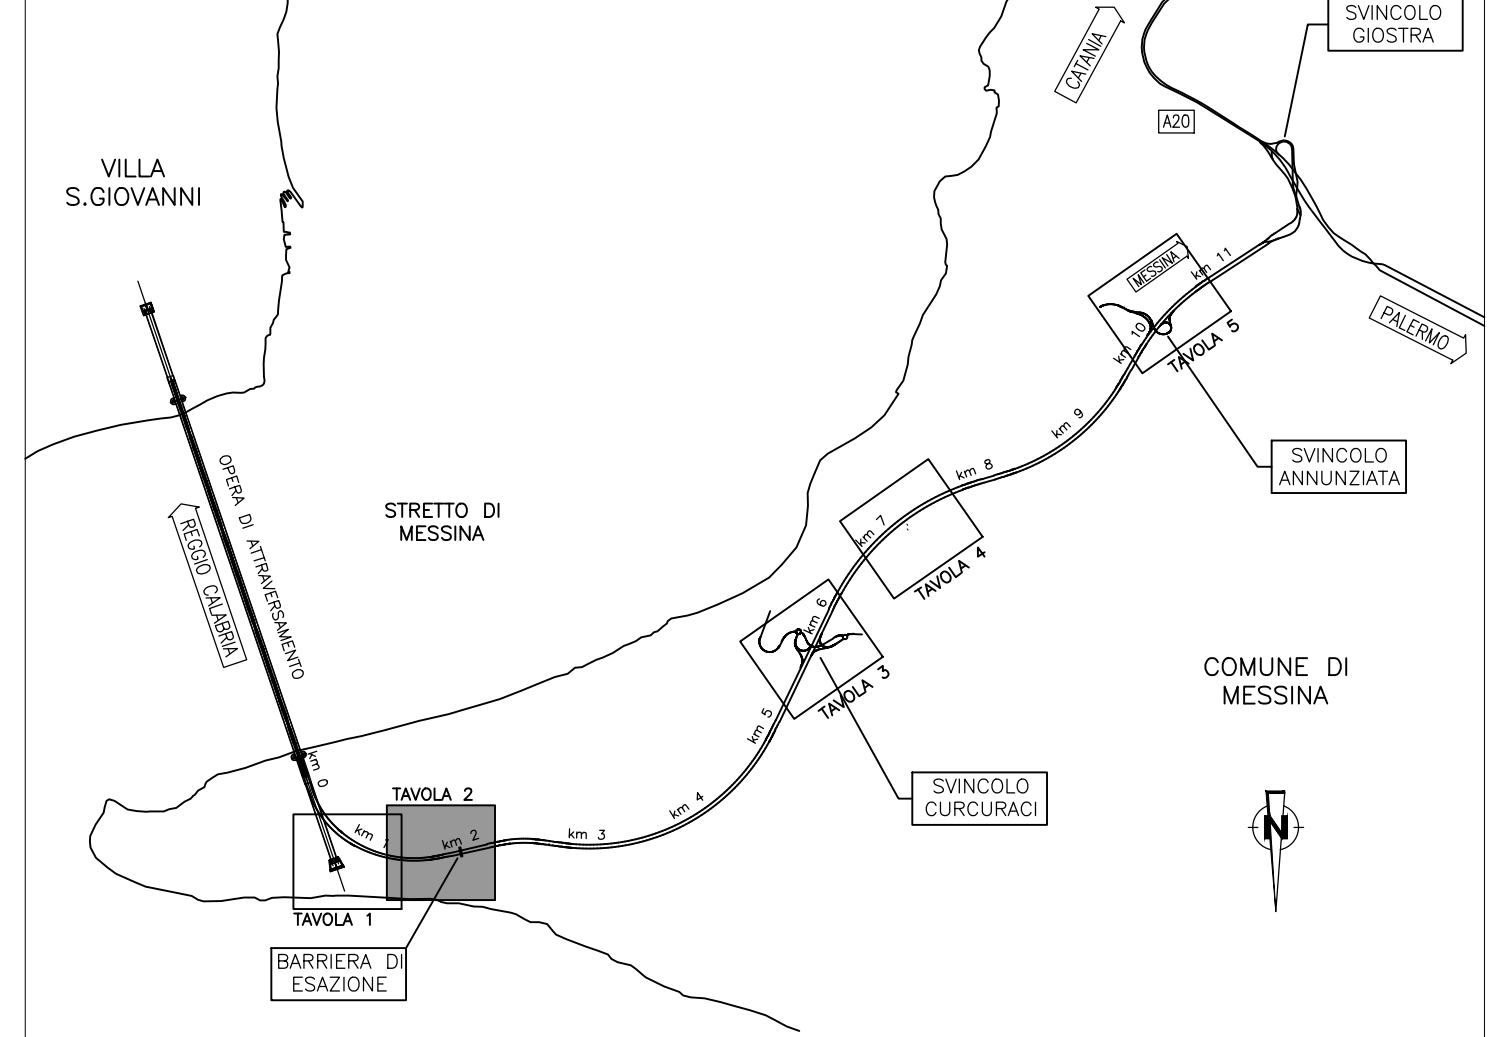 SVINCOLO
GIOSTRA
CATANIA
A20
VILLA
S.GIOVANNI
MESSINA
km 11
PALERMO
km 10
TAVOLA 5
km 9
SVINCOLO
ANNUNZIATA
km 8
OPERA DI ATTRAVERSAMENTO
REGGIO CALABRIA
STRETTO DI
MESSINA
km 7
TAVOLA 4
km 6
TAVOLA 3
COMUNE DI
MESSINA
km 5
km 0
SVINCOLO
CURCURACI
TAVOLA 2
km 4
km 3
km 2
km 1
N
TAVOLA 1
BARRIERA DI
ESAZIONE